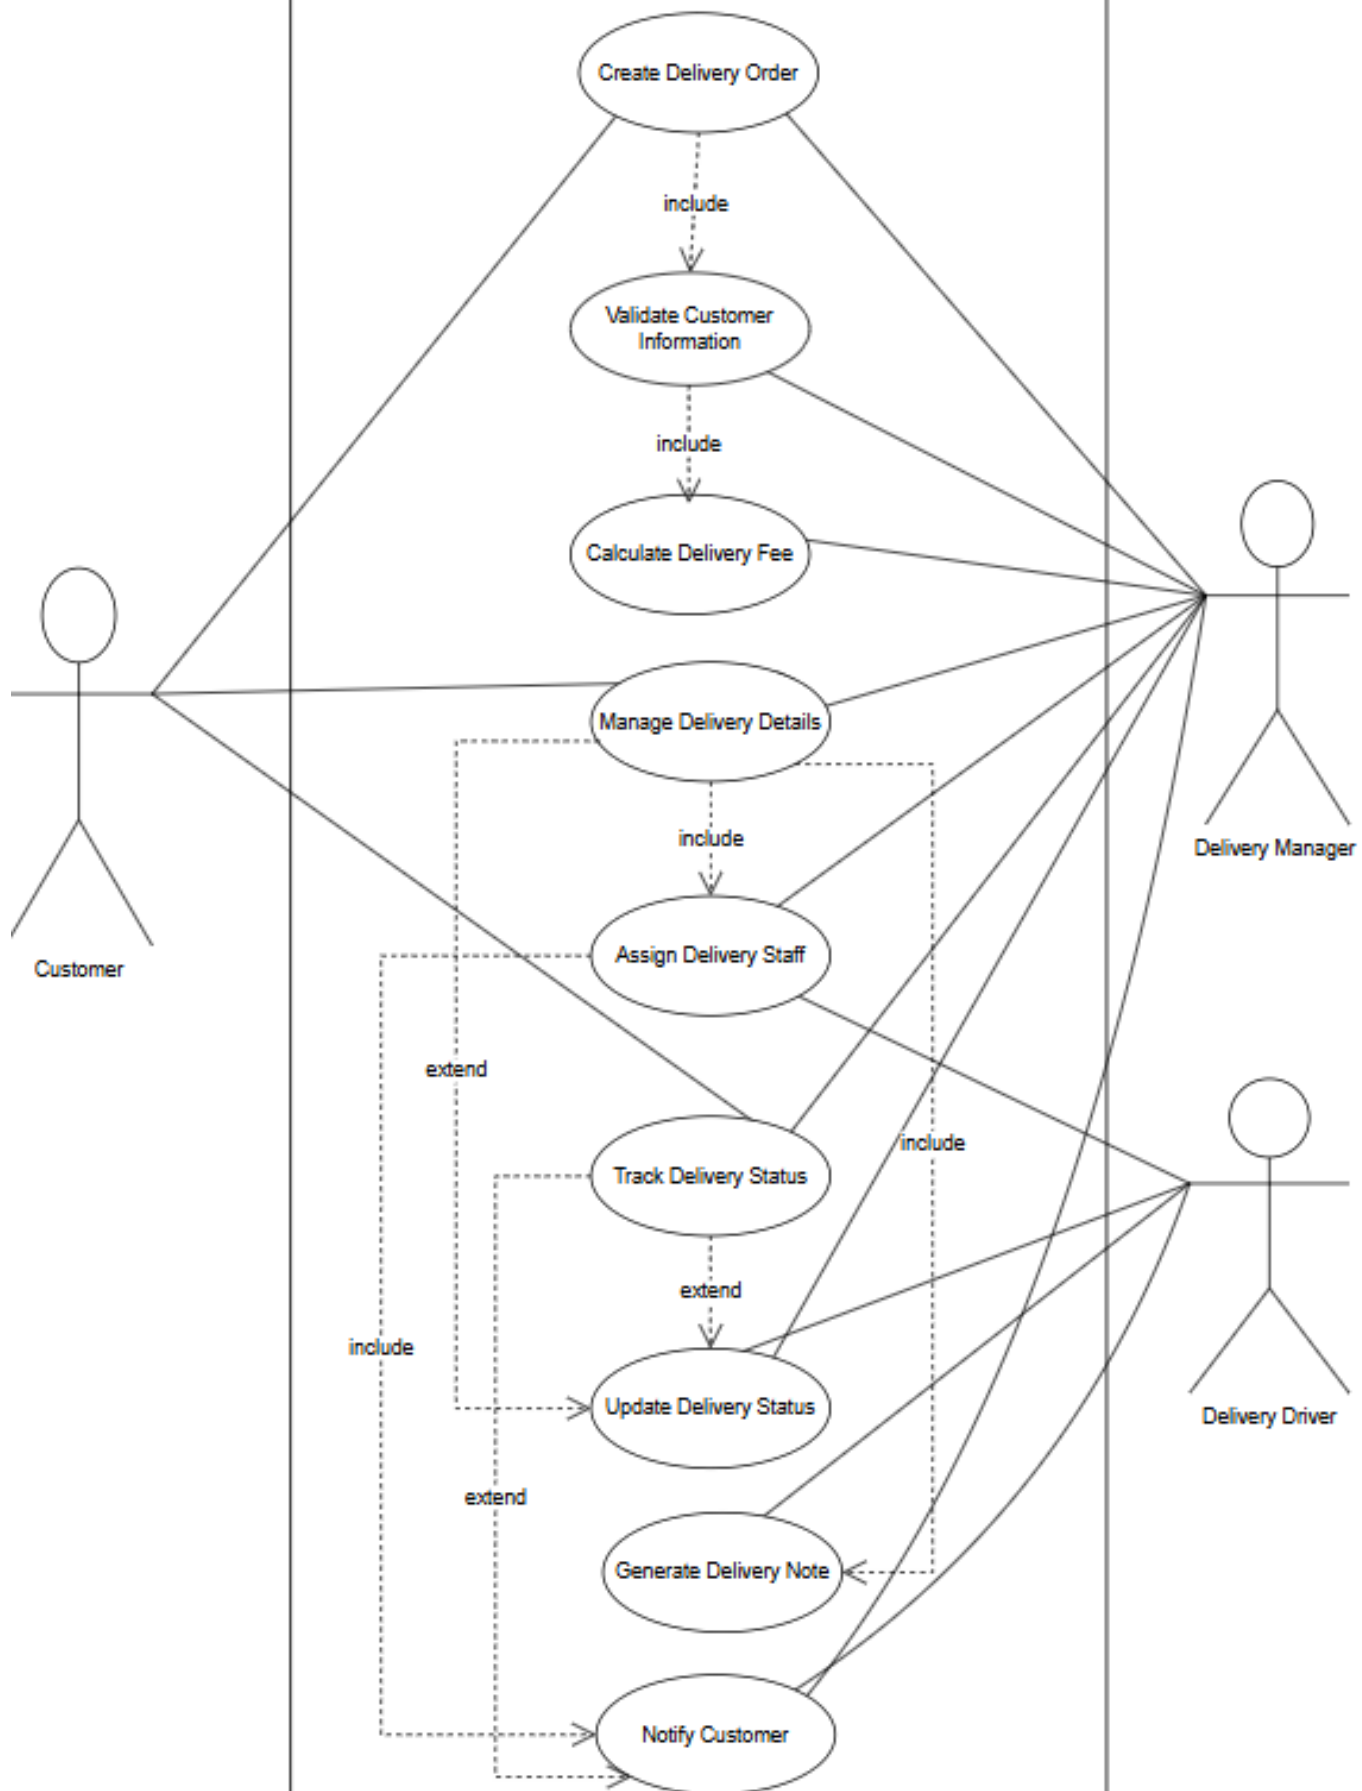 Create Delivery Order
include
Validate Customer
Information
include
Calculate Delivery Fee
Manage Delivery Details
include
Delivery Manager
Assign Delivery Staff
Customer
extend
include
Track Delivery Status
extend
include
Update Delivery Status
Delivery Driver
extend
Generate Delivery Note
Notify Customer